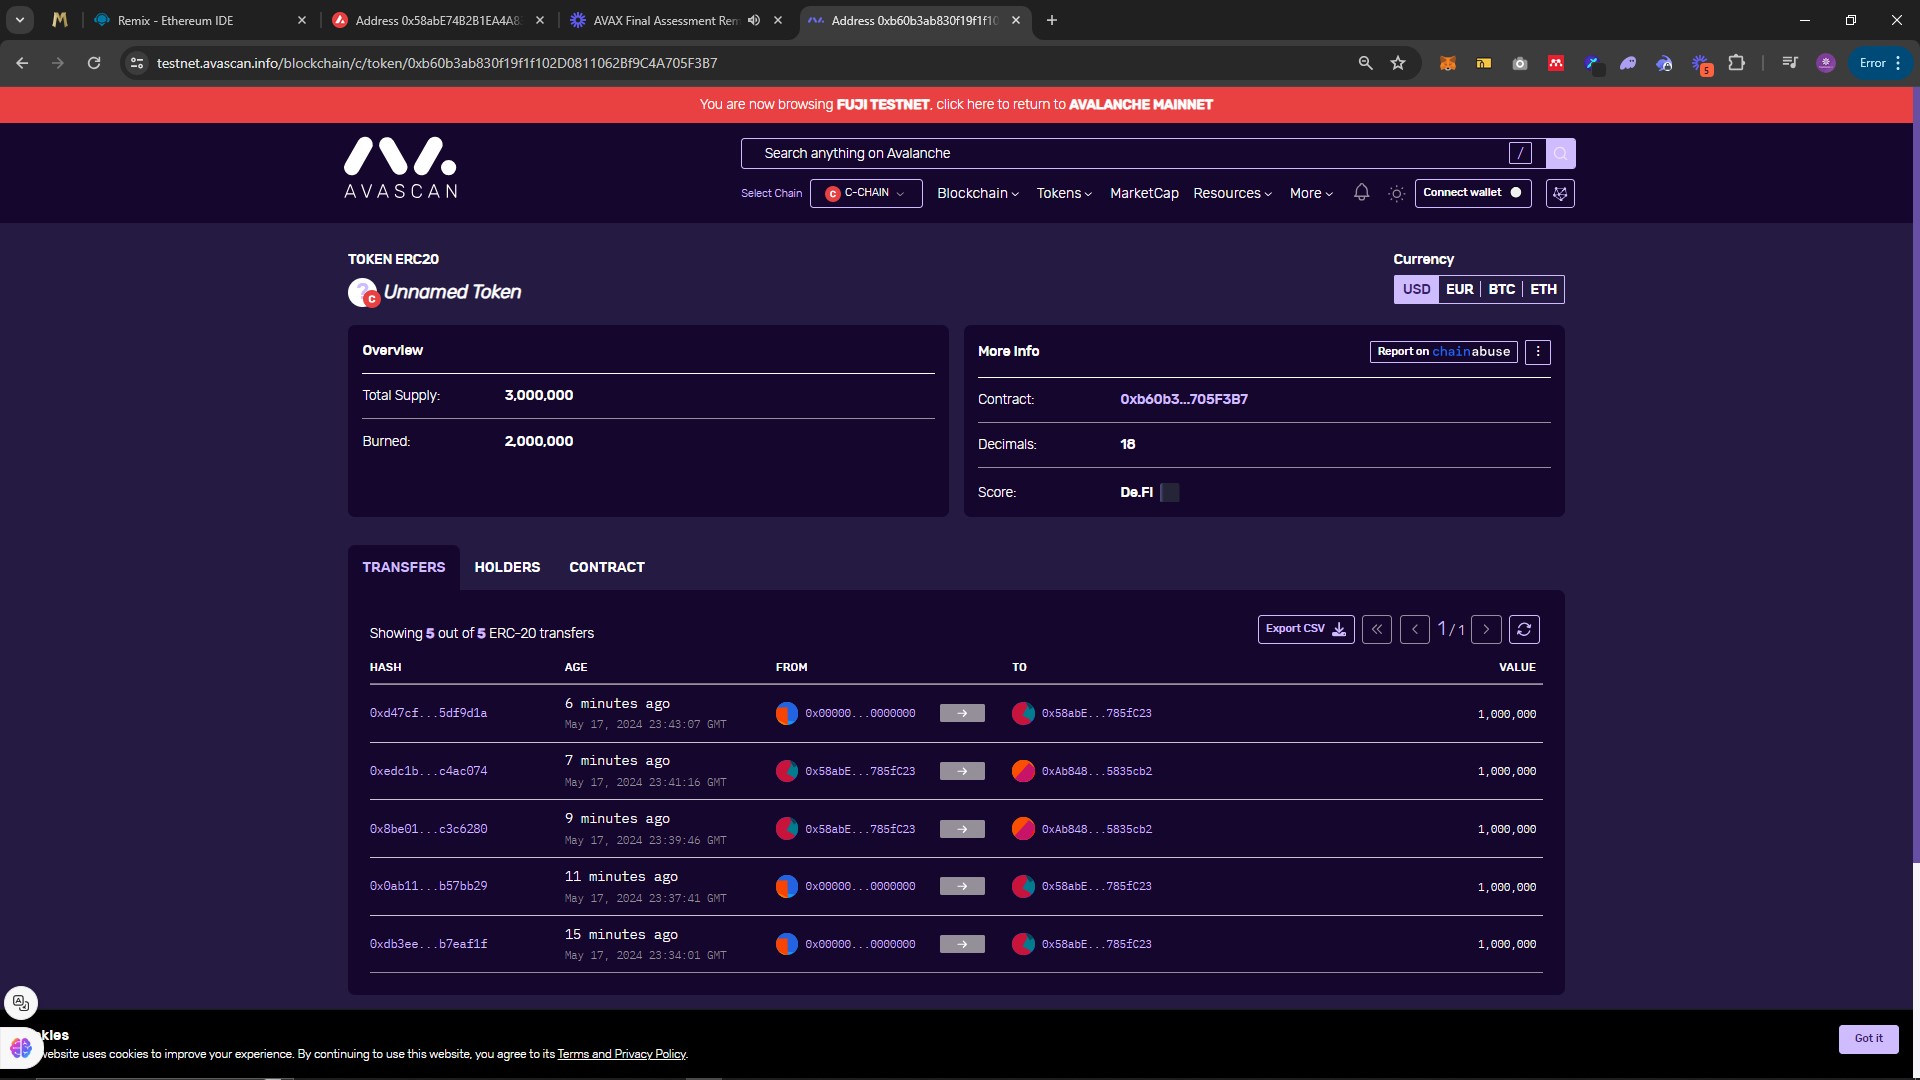 Remix - Ethereum IDE
Address 0x58abE74B2B1EA4A8
AVAX Final Assessment Rem
Address 0xb60b3ab830f19f1f10
testnet.avascan.info/blockchain/c/token/0xb60b3ab830f19f1f102D0811062Bf9C4A705F3B7
5
Error
You are now browsing FUJI TESTNET, click here to return to AVALANCHE MAINNET
AVASCAN
Search anything on Avalanche
/
Select Chain
C C-CHAIN
Blockchain
Tokens
MarketCap
Resources
More
Connect wallet
TOKEN ERC20
? C Unnamed Token
Currency
USD EUR BTC ETH
Overview
Total Supply: 3,000,000
Burned: 2,000,000
More Info
Report on chainabuse
Contract: 0xb60b3...705F3B7
Decimals: 18
Score: De.FI
TRANSFERS HOLDERS CONTRACT
Showing 5 out of 5 ERC-20 transfers
Export CSV
1 / 1
HASH AGE FROM TO VALUE
0xd47cf...5df9d1a 6 minutes ago 0x00000...0000000 0x58abE...785fC23 1,000,000
May 17, 2024 23:43:07 GMT
0xedc1b...c4ac074 7 minutes ago 0x58abE...785fC23 0xAb848...5835cb2 1,000,000
May 17, 2024 23:41:16 GMT
0x8be01...c3c6280 9 minutes ago 0x58abE...785fC23 0xAb848...5835cb2 1,000,000
May 17, 2024 23:39:46 GMT
0x0ab11...b57bb29 11 minutes ago 0x00000...0000000 0x58abE...785fC23 1,000,000
May 17, 2024 23:37:41 GMT
0xdb3ee...b7eaf1f 15 minutes ago 0x00000...0000000 0x58abE...785fC23 1,000,000
May 17, 2024 23:34:01 GMT
kies
website uses cookies to improve your experience. By continuing to use this website, you agree to its Terms and Privacy Policy.
Got it